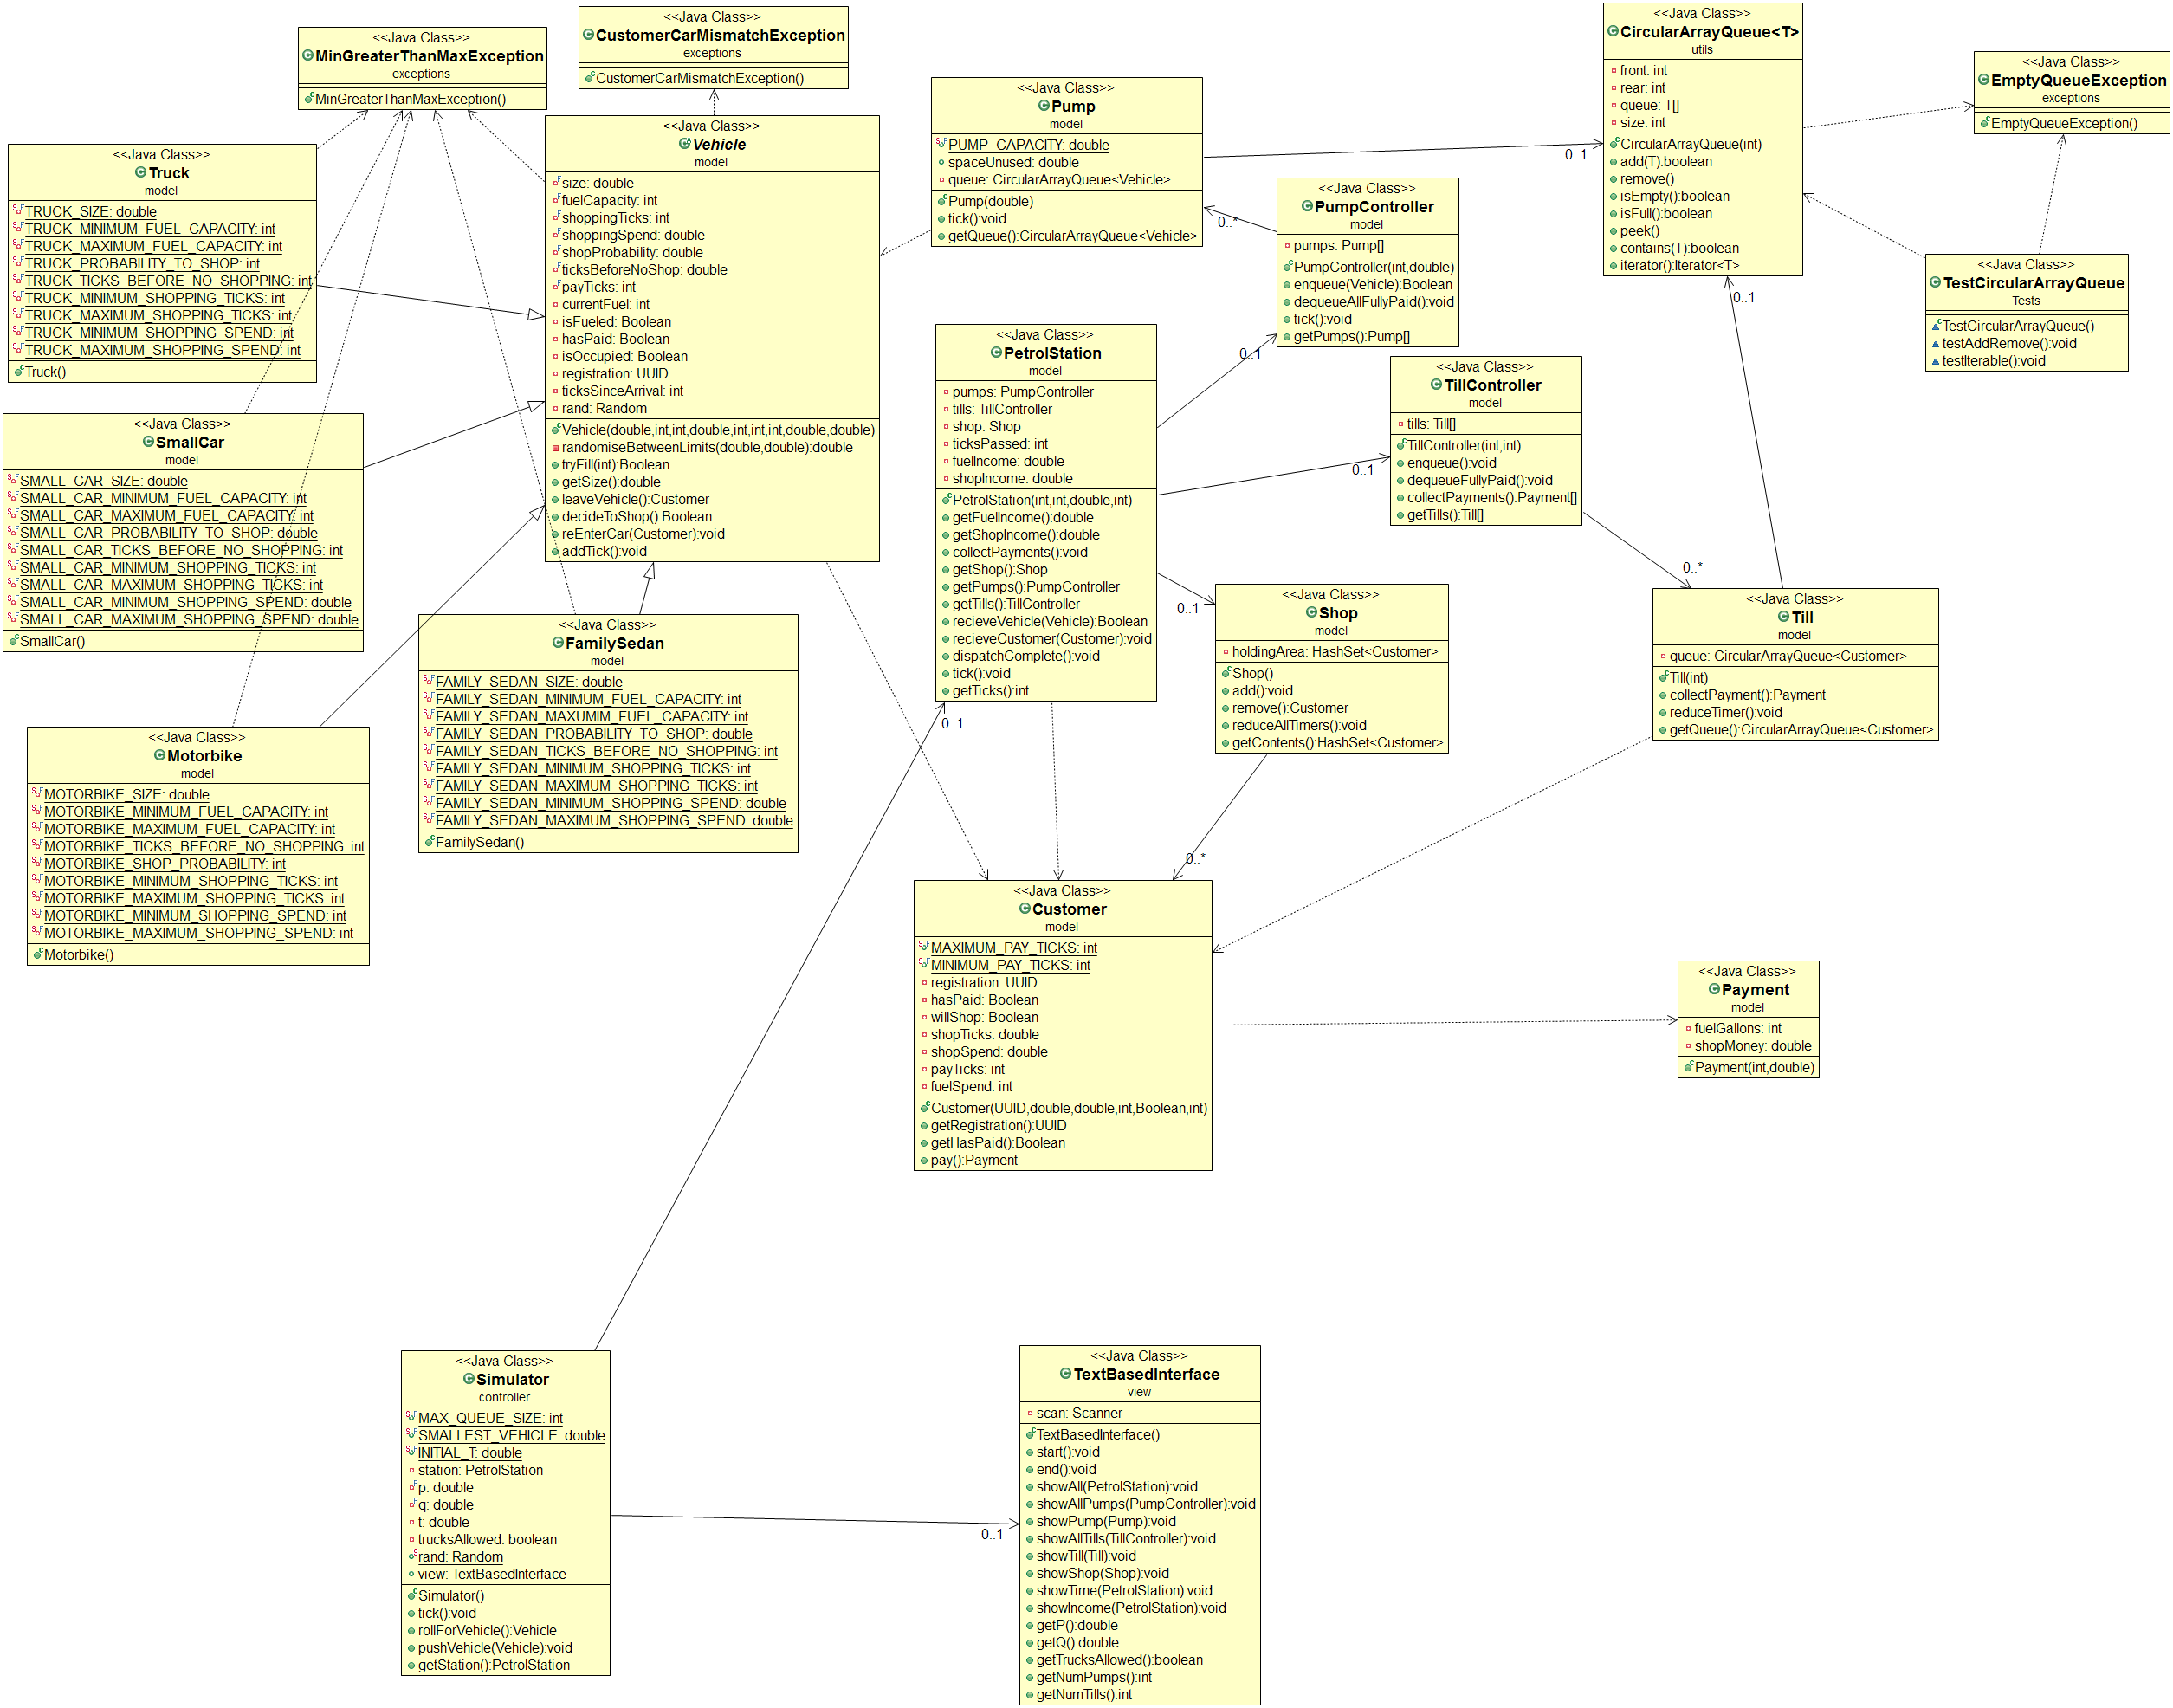 <<Java Class>>
MinGreaterThanMaxException
exceptions
MinGreaterThanMaxException()
<<Java Class>>
CustomerCarMismatchException
exceptions
CustomerCarMismatchException()
<<Java Class>>
Pump
model
PUMP_CAPACITY: double
spaceUnused: double
queue: CircularArrayQueue<Vehicle>
Pump(double)
tick():void
getQueue():CircularArrayQueue<Vehicle>
<<Java Class>>
CircularArrayQueue<T>
utils
front: int
rear: int
queue: T[]
size: int
CircularArrayQueue(int)
add(T):boolean
remove()
isEmpty():boolean
isFull():boolean
peek()
contains(T):boolean
iterator():Iterator<T>
<<Java Class>>
EmptyQueueException
exceptions
EmptyQueueException()
<<Java Class>>
Truck
model
TRUCK_SIZE: double
TRUCK_MINIMUM_FUEL_CAPACITY: int
TRUCK_MAXIMUM_FUEL_CAPACITY: int
TRUCK_PROBABILITY_TO_SHOP: int
TRUCK_TICKS_BEFORE_NO_SHOPPING: int
TRUCK_MINIMUM_SHOPPING_TICKS: int
TRUCK_MAXIMUM_SHOPPING_TICKS: int
TRUCK_MINIMUM_SHOPPING_SPEND: int
TRUCK_MAXIMUM_SHOPPING_SPEND: int
Truck()
<<Java Class>>
Vehicle
model
size: double
fuelCapacity: int
shoppingTicks: int
shoppingSpend: double
shopProbability: double
ticksBeforeNoShop: double
payTicks: int
currentFuel: int
isFueled: Boolean
hasPaid: Boolean
isOccupied: Boolean
registration: UUID
ticksSinceArrival: int
rand: Random
Vehicle(double,int,int,double,int,int,int,double,double)
randomiseBetweenLimits(double,double):double
tryFill(int):Boolean
getSize():double
leaveVehicle():Customer
decideToShop():Boolean
reEnterCar(Customer):void
addTick():void
0..1
0..*
<<Java Class>>
PumpController
model
pumps: Pump[]
PumpController(int,double)
enqueue(Vehicle):Boolean
dequeueAllFullyPaid():void
tick():void
getPumps():Pump[]
<<Java Class>>
TestCircularArrayQueue
Tests
TestCircularArrayQueue()
testAddRemove():void
testIterable():void
0..1
<<Java Class>>
PetrolStation
model
pumps: PumpController
tills: TillController
shop: Shop
ticksPassed: int
fuelIncome: double
shopIncome: double
PetrolStation(int,int,double,int)
getFuelIncome():double
getShopIncome():double
collectPayments():void
getShop():Shop
getPumps():PumpController
getTills():TillController
recieveVehicle(Vehicle):Boolean
recieveCustomer(Customer):void
dispatchComplete():void
tick():void
getTicks():int
0..1
0..1
0..1
0..1
<<Java Class>>
TillController
model
tills: Till[]
TillController(int,int)
enqueue():void
dequeueFullyPaid():void
collectPayments():Payment[]
getTills():Till[]
0..*
<<Java Class>>
SmallCar
model
SMALL_CAR_SIZE: double
SMALL_CAR_MINIMUM_FUEL_CAPACITY: int
SMALL_CAR_MAXIMUM_FUEL_CAPACITY: int
SMALL_CAR_PROBABILITY_TO_SHOP: double
SMALL_CAR_TICKS_BEFORE_NO_SHOPPING: int
SMALL_CAR_MINIMUM_SHOPPING_TICKS: int
SMALL_CAR_MAXIMUM_SHOPPING_TICKS: int
SMALL_CAR_MINIMUM_SHOPPING_SPEND: double
SMALL_CAR_MAXIMUM_SHOPPING_SPEND: double
SmallCar()
<<Java Class>>
Shop
model
holdingArea: HashSet<Customer>
Shop()
add():void
remove():Customer
reduceAllTimers():void
getContents():HashSet<Customer>
0..*
<<Java Class>>
Till
model
queue: CircularArrayQueue<Customer>
Till(int)
collectPayment():Payment
reduceTimer():void
getQueue():CircularArrayQueue<Customer>
<<Java Class>>
FamilySedan
model
FAMILY_SEDAN_SIZE: double
FAMILY_SEDAN_MINIMUM_FUEL_CAPACITY: int
FAMILY_SEDAN_MAXUMIM_FUEL_CAPACITY: int
FAMILY_SEDAN_PROBABILITY_TO_SHOP: double
FAMILY_SEDAN_TICKS_BEFORE_NO_SHOPPING: int
FAMILY_SEDAN_MINIMUM_SHOPPING_TICKS: int
FAMILY_SEDAN_MAXIMUM_SHOPPING_TICKS: int
FAMILY_SEDAN_MINIMUM_SHOPPING_SPEND: double
FAMILY_SEDAN_MAXIMUM_SHOPPING_SPEND: double
FamilySedan()
<<Java Class>>
Motorbike
model
MOTORBIKE_SIZE: double
MOTORBIKE_MINIMUM_FUEL_CAPACITY: int
MOTORBIKE_MAXIMUM_FUEL_CAPACITY: int
MOTORBIKE_TICKS_BEFORE_NO_SHOPPING: int
MOTORBIKE_SHOP_PROBABILITY: int
MOTORBIKE_MINIMUM_SHOPPING_TICKS: int
MOTORBIKE_MAXIMUM_SHOPPING_TICKS: int
MOTORBIKE_MINIMUM_SHOPPING_SPEND: int
MOTORBIKE_MAXIMUM_SHOPPING_SPEND: int
Motorbike()
<<Java Class>>
Customer
model
MAXIMUM_PAY_TICKS: int
MINIMUM_PAY_TICKS: int
registration: UUID
hasPaid: Boolean
willShop: Boolean
shopTicks: double
shopSpend: double
payTicks: int
fuelSpend: int
Customer(UUID,double,double,int,Boolean,int)
getRegistration():UUID
getHasPaid():Boolean
pay():Payment
<<Java Class>>
Payment
model
fuelGallons: int
shopMoney: double
Payment(int,double)
<<Java Class>>
Simulator
controller
MAX_QUEUE_SIZE: int
SMALLEST_VEHICLE: double
INITIAL_T: double
station: PetrolStation
p: double
q: double
t: double
trucksAllowed: boolean
rand: Random
view: TextBasedInterface
Simulator()
tick():void
rollForVehicle():Vehicle
pushVehicle(Vehicle):void
getStation():PetrolStation
0..1
<<Java Class>>
TextBasedInterface
view
scan: Scanner
TextBasedInterface()
start():void
end():void
showAll(PetrolStation):void
showAllPumps(PumpController):void
showPump(Pump):void
showAllTills(TillController):void
showTill(Till):void
showShop(Shop):void
showTime(PetrolStation):void
showIncome(PetrolStation):void
getP():double
getQ():double
getTrucksAllowed():boolean
getNumPumps():int
getNumTills():int